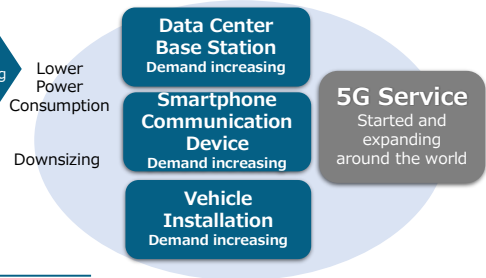 ng
Lower
Power
Consumption
Downsizing
Data Center
Base Station
Demand increasing
Smartphone
Communication
Device
Demand increasing
Vehicle
Installation
Demand increasing
5G Service
Started and
expanding
around the world